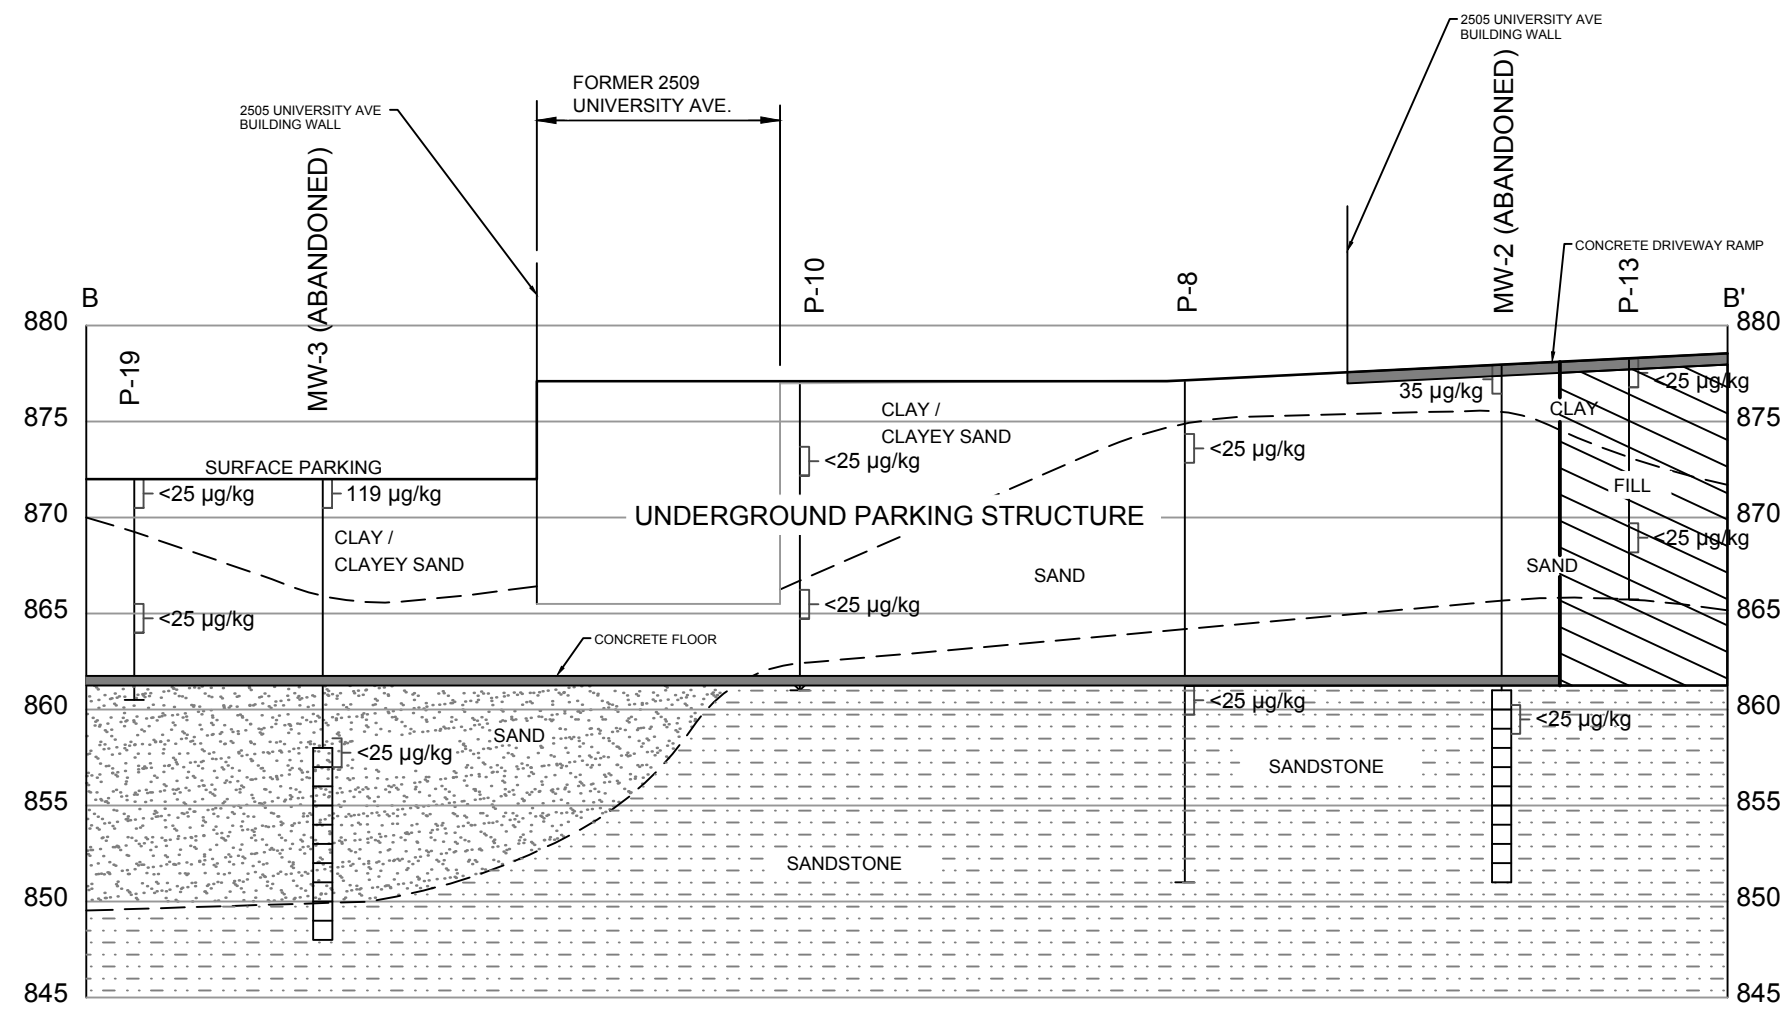 2505 UNIVERSITY AVE
BUILDING WALL
FORMER 2509
UNIVERSITY AVE.
2505 UNIVERSITY AVE
BUILDING WALL
MW-3 (ABANDONED)
MW-2 (ABANDONED)
CONCRETE DRIVEWAY RAMP
P-19
P-10
P-8
P-13
B
B'
880
880
35 µg/kg
<25 µg/kg
875
CLAY /
CLAYEY SAND
CLAY
875
<25 µg/kg
<25 µg/kg
SURFACE PARKING
<25 µg/kg
119 µg/kg
FILL
870
UNDERGROUND PARKING STRUCTURE
870
CLAY /
CLAYEY SAND
<25 µg/kg
SAND
SAND
865
<25 µg/kg
<25 µg/kg
865
CONCRETE FLOOR
860
<25 µg/kg
<25 µg/kg
860
SAND
<25 µg/kg
SANDSTONE
855
855
SANDSTONE
850
850
845
845